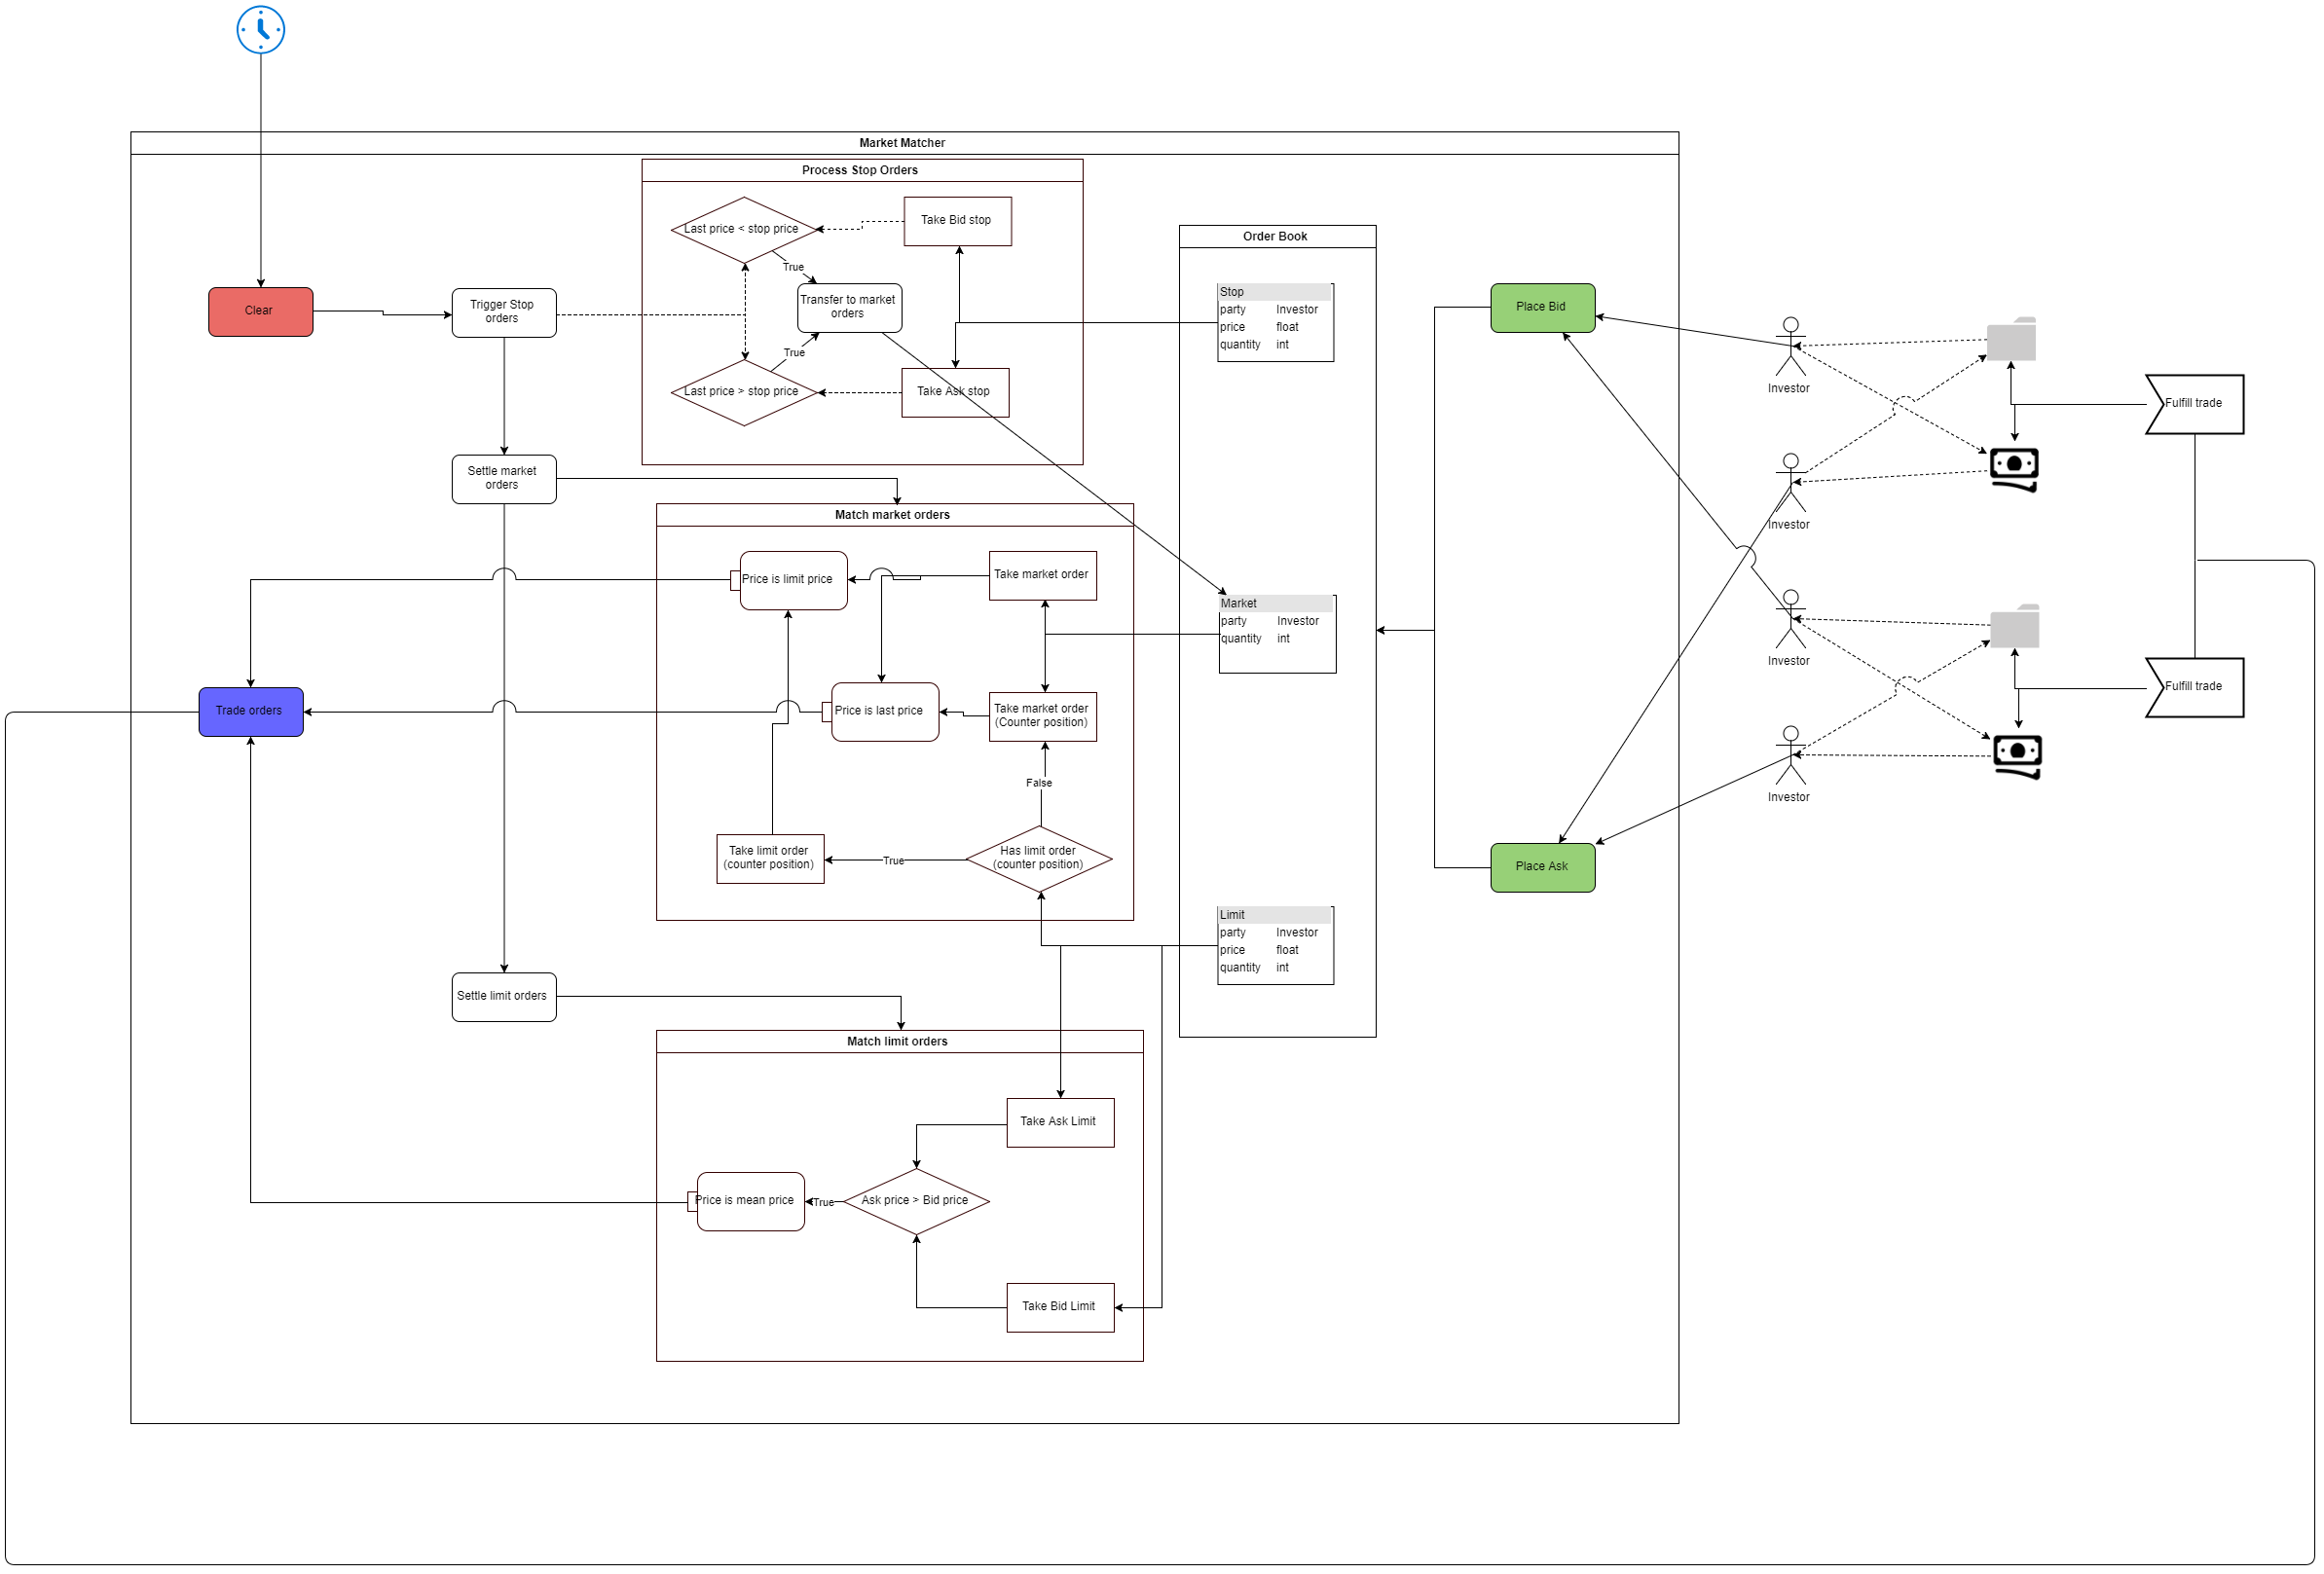 Market Matcher
Process Stop Orders
Last price < stop price
Take Bid stop
True
Transfer to market
orders
True
Last price > stop price
Take Ask stop
Clear
Trigger Stop
orders
Settle market
orders
Order Book
Stop
party Investor
price float
quantity int
Market
party Investor
quantity int
Limit
party Investor
price float
quantity int
Match market orders
Price is limit price
Take market order
Price is last price
Take market order
(Counter position)
False
Take limit order
(counter position)
True
Has limit order
(counter position)
Trade orders
Settle limit orders
Match limit orders
Take Ask Limit
Price is mean price
True
Ask price > Bid price
Take Bid Limit
Place Bid
Place Ask
Investor
Investor
Investor
Investor
Fulfill trade
Fulfill trade